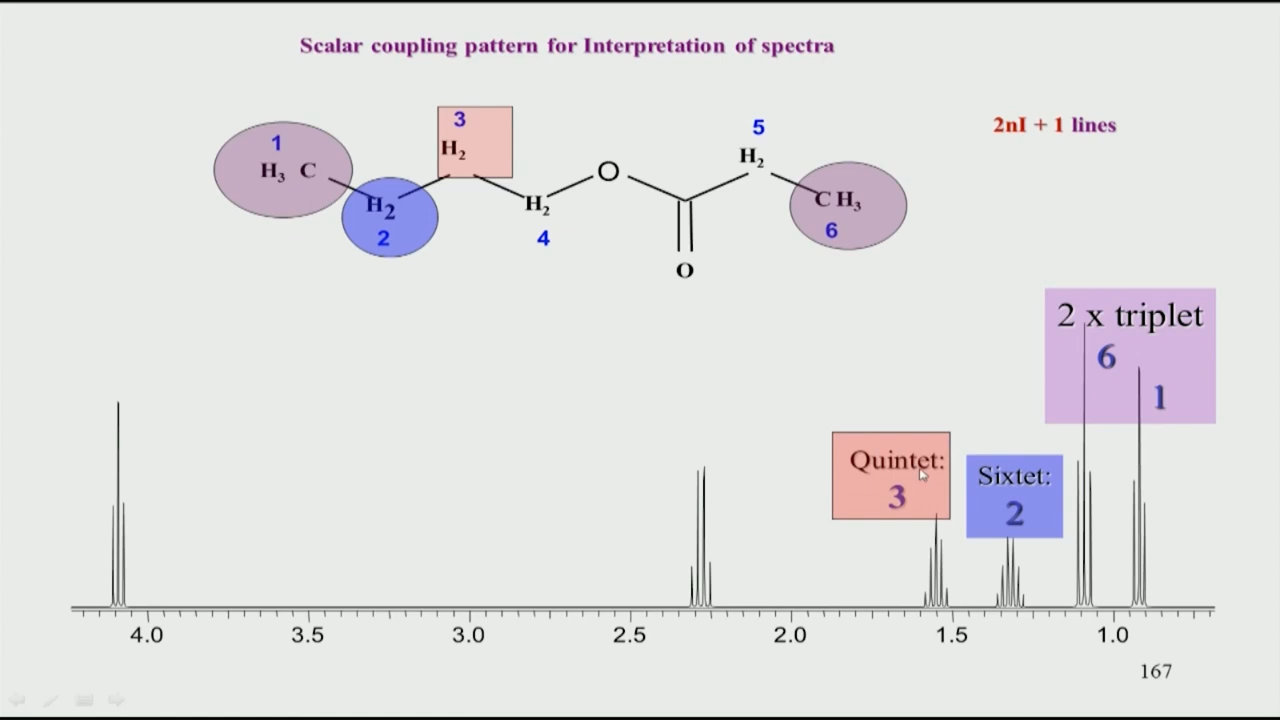 Scalar coupling pattern for Interpretation of spectra
2nI + 1 lines
3
H2
5
H2
1
H3 C
O
H2
2
H2
4
CH3
6
O
2 x triplet
6
1
Quintet:
3
Sixtet:
2
4.0 3.5 3.0 2.5 2.0 1.5 1.0
167